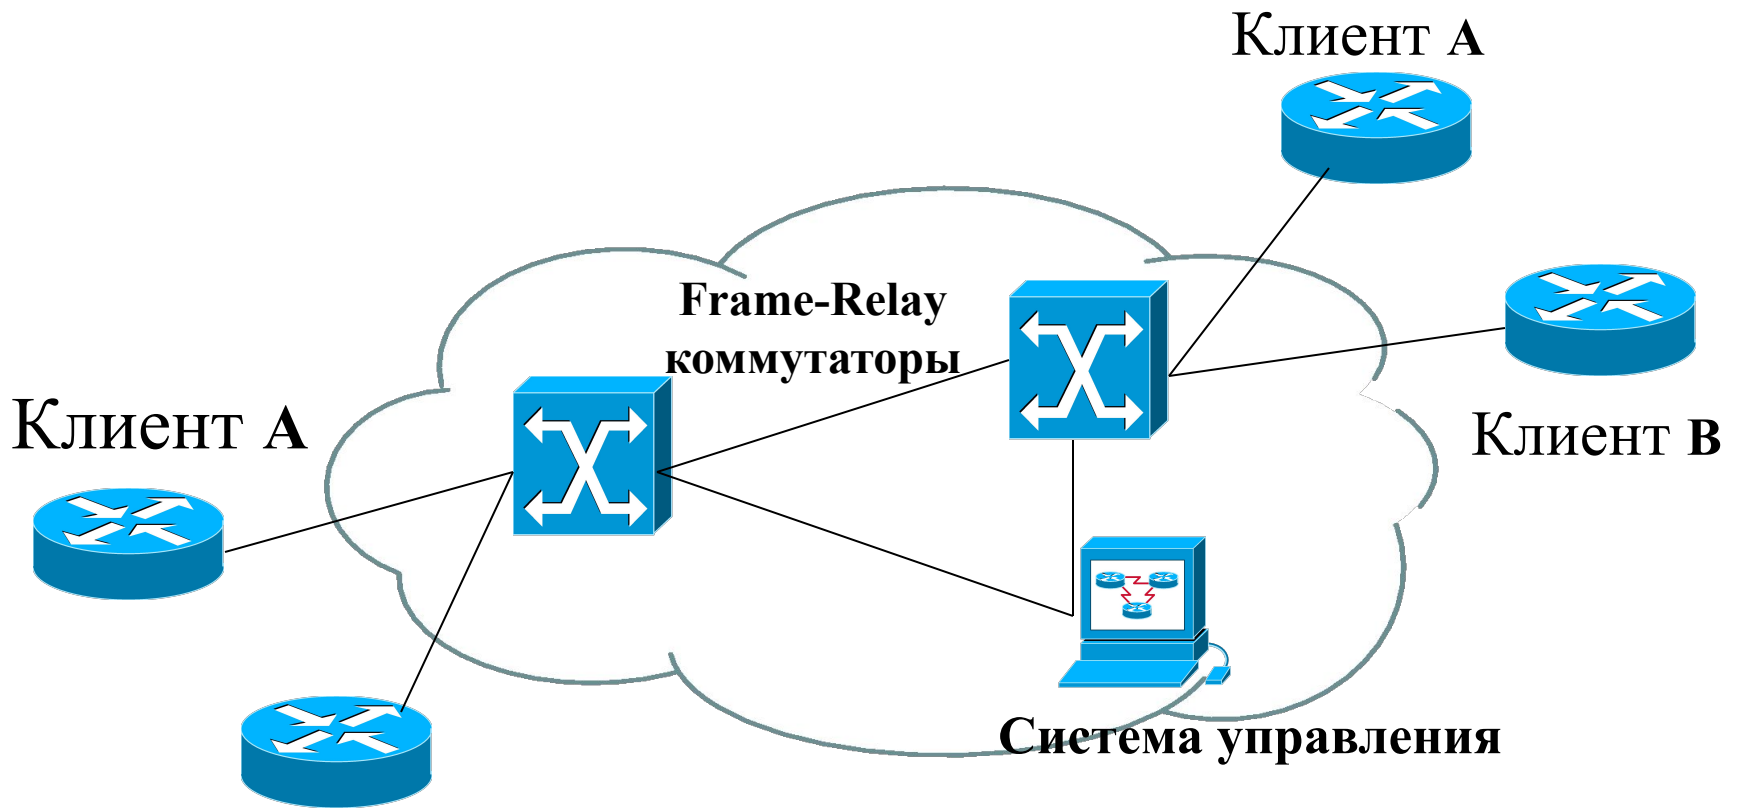 Клиент A
Frame-Relay
коммутаторы
Клиент A
Клиент B
Система управления